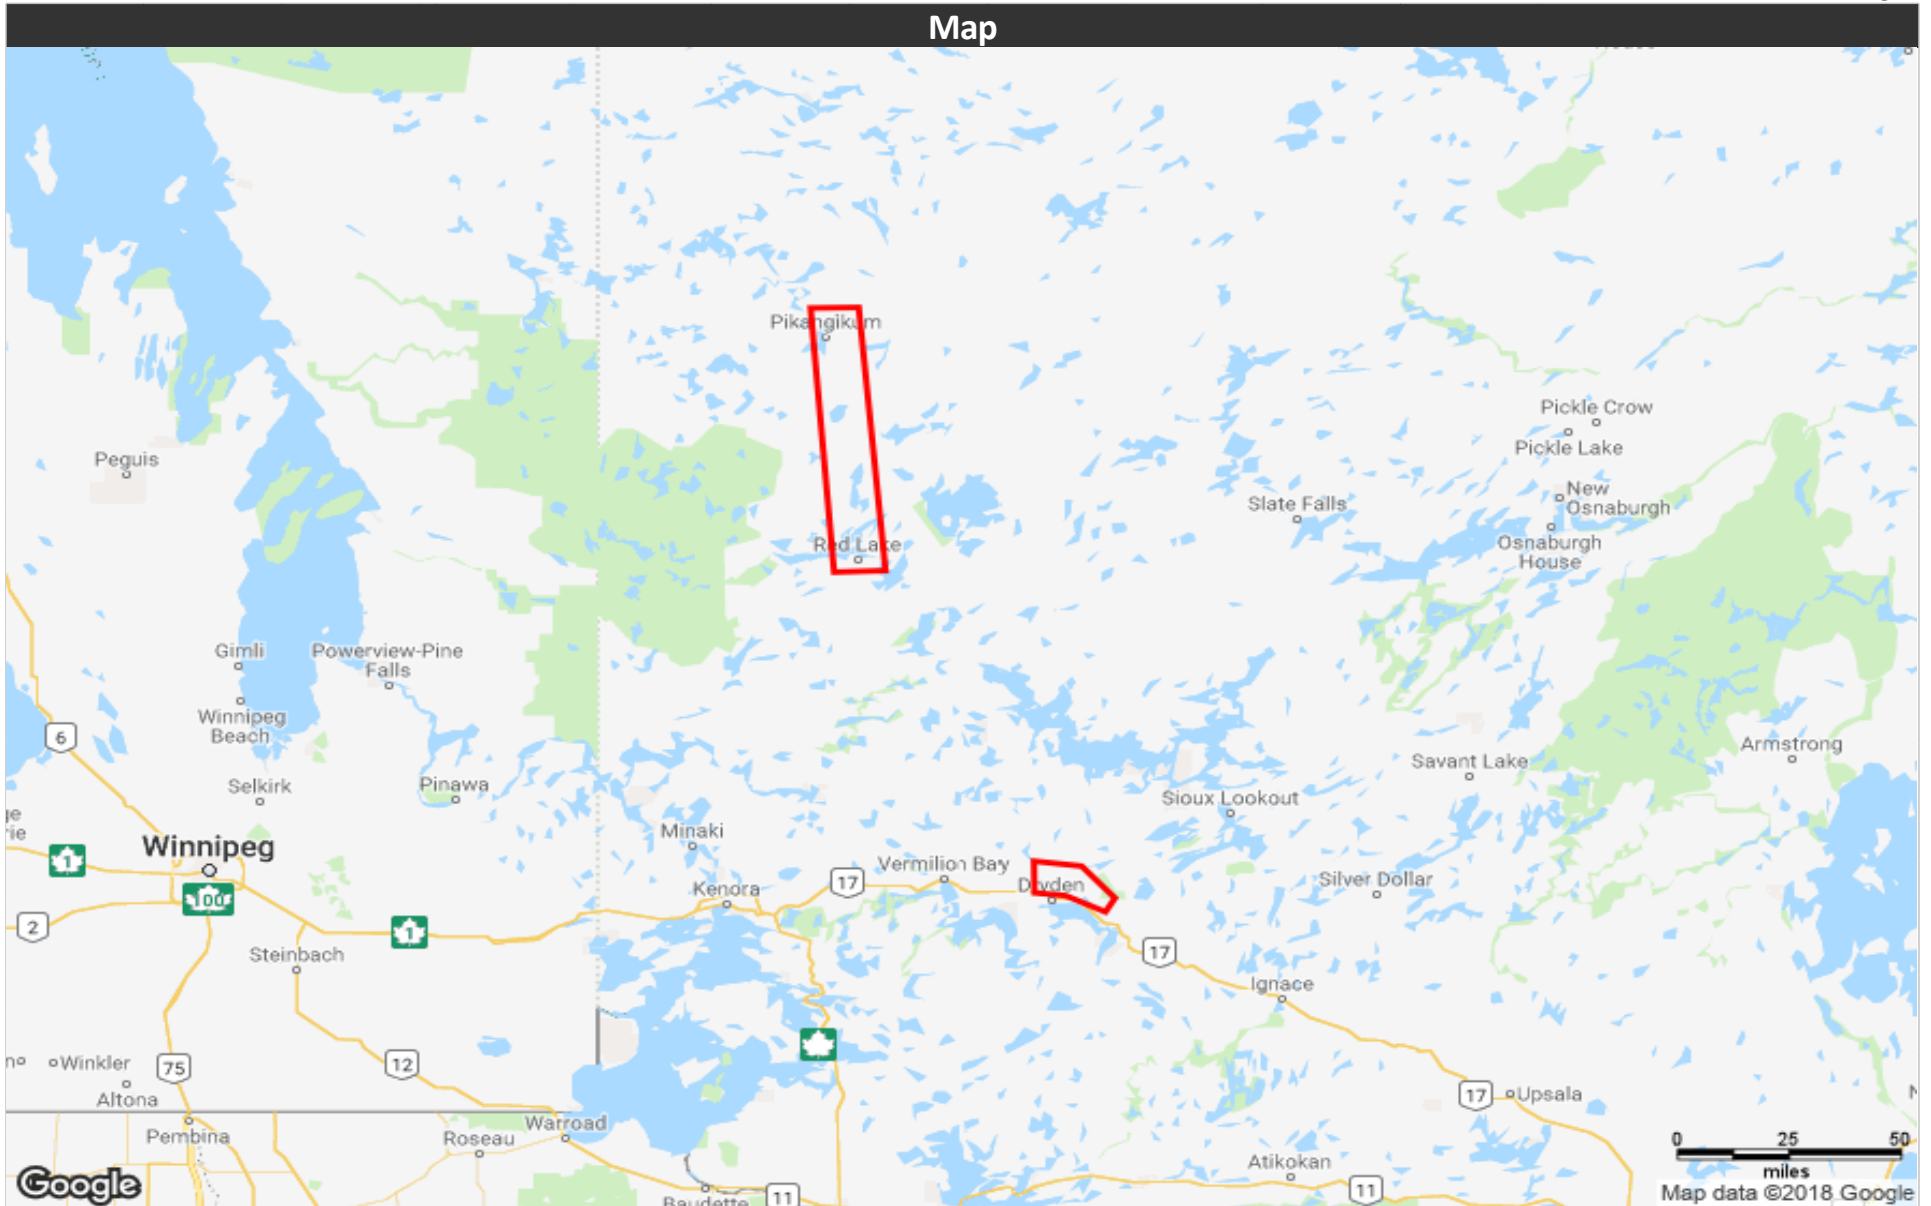 Map
Pikangikum
Pickle Crow
Pickle Lake
Peguis
New
Osnaburgh
Slate Falls
Osnaburgh
House
Red Lake
Gimli
Powerview-Pine
Falls
Winnipeg
Beach
6
Armstrong
Savant Lake
Selkirk
Pinawa
Sioux Lookout
Minaki
Winnipeg
1
Vermilion Bay
17
Dryden
Silver Dollar
Kenora
100
2
1
17
Steinbach
Ignace
Winkler
75
12
Altona
17
Upsala
Pembina
Roseau
Warroad
0 25 50
miles
Atikokan
11
11
Baudette
Google
Map data ©2018 Google